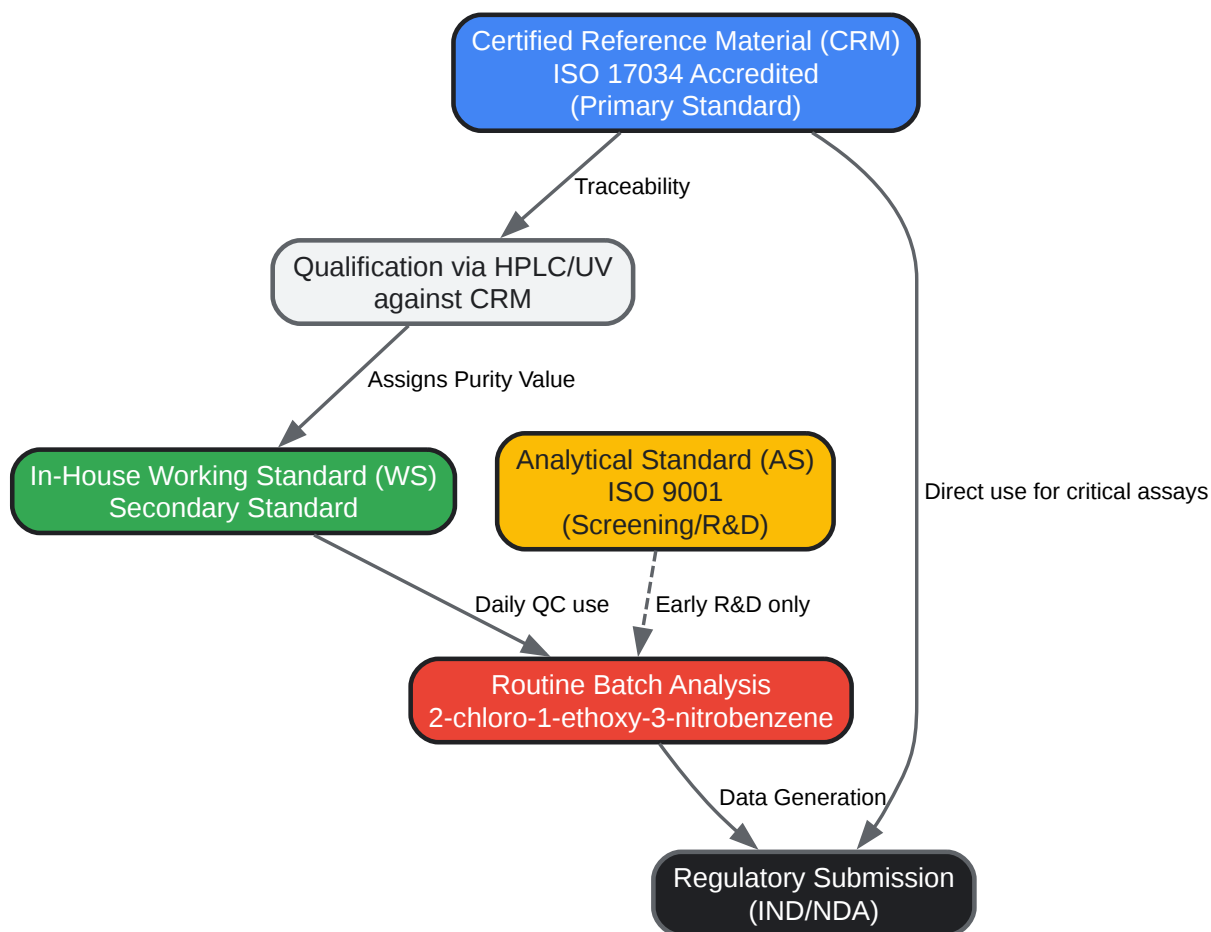 Certified Reference Material (CRM)
ISO 17034 Accredited
(Primary Standard)
Traceability
Qualification via HPLC/UV
against CRM
Assigns Purity Value
In-House Working Standard (WS)
Secondary Standard
Analytical Standard (AS)
ISO 9001
(Screening/R&D)
Direct use for critical assays
Daily QC use
Early R&D only
Routine Batch Analysis
2-chloro-1-ethoxy-3-nitrobenzene
Data Generation
Regulatory Submission
(IND/NDA)